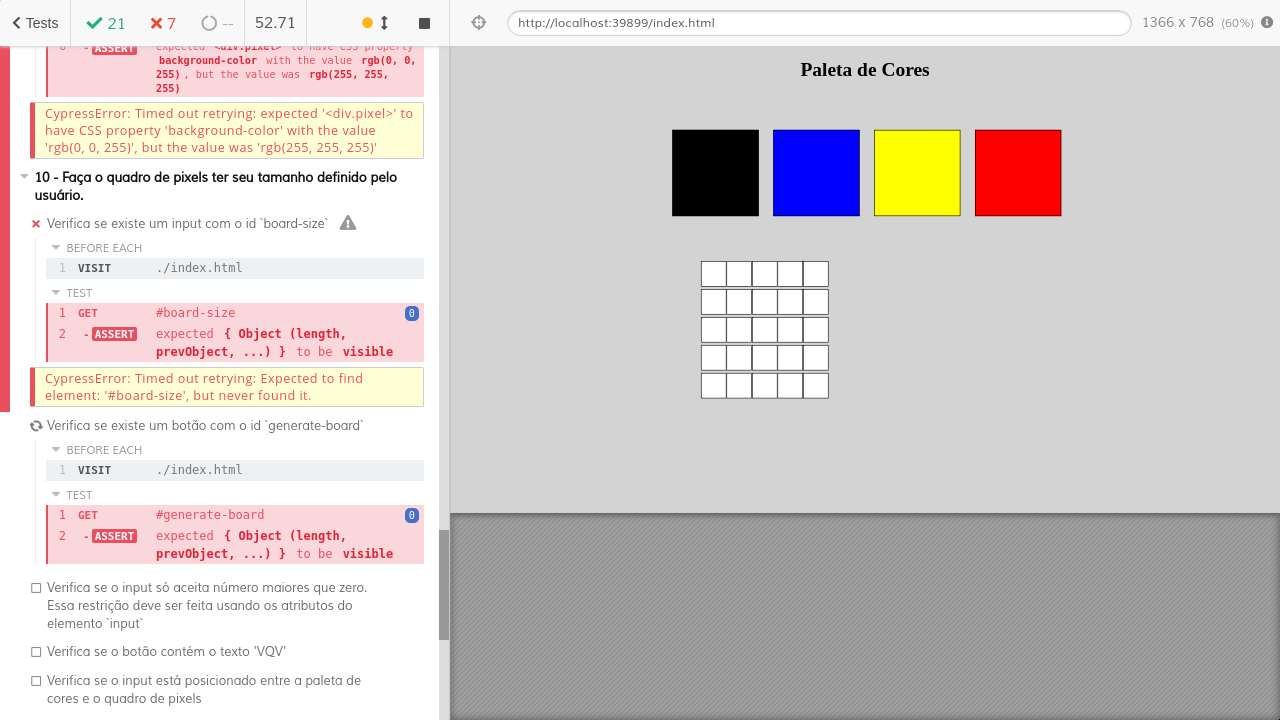 Tests
21
7
--
52.71
http://localhost:39899/index.html
1366 x 768 (60%)
- ASSERT expected <div.pixel> to have CSS property
background-color with the value rgb(0, 0,
255) , but the value was rgb(255, 255,
255)
CypressError: Timed out retrying: expected '<div.pixel>' to
have CSS property 'background-color' with the value
'rgb(0, 0, 255)', but the value was 'rgb(255, 255, 255)'
10 - Faça o quadro de pixels ter seu tamanho definido pelo
usuário.
Verifica se existe um input com o id `board-size`
BEFORE EACH
1 VISIT ./index.html
TEST
1 GET #board-size 0
2 - ASSERT expected { Object (length,
prevObject, ...) } to be visible
CypressError: Timed out retrying: Expected to find
element: '#board-size', but never found it.
Verifica se existe um botão com o id `generate-board`
BEFORE EACH
1 VISIT ./index.html
TEST
1 GET #generate-board 0
2 - ASSERT expected { Object (length,
prevObject, ...) } to be visible
Verifica se o input só aceita número maiores que zero.
Essa restrição deve ser feita usando os atributos do
elemento `input`
Verifica se o botão contém o texto 'VQV'
Verifica se o input está posicionado entre a paleta de
cores e o quadro de pixels
Paleta de Cores